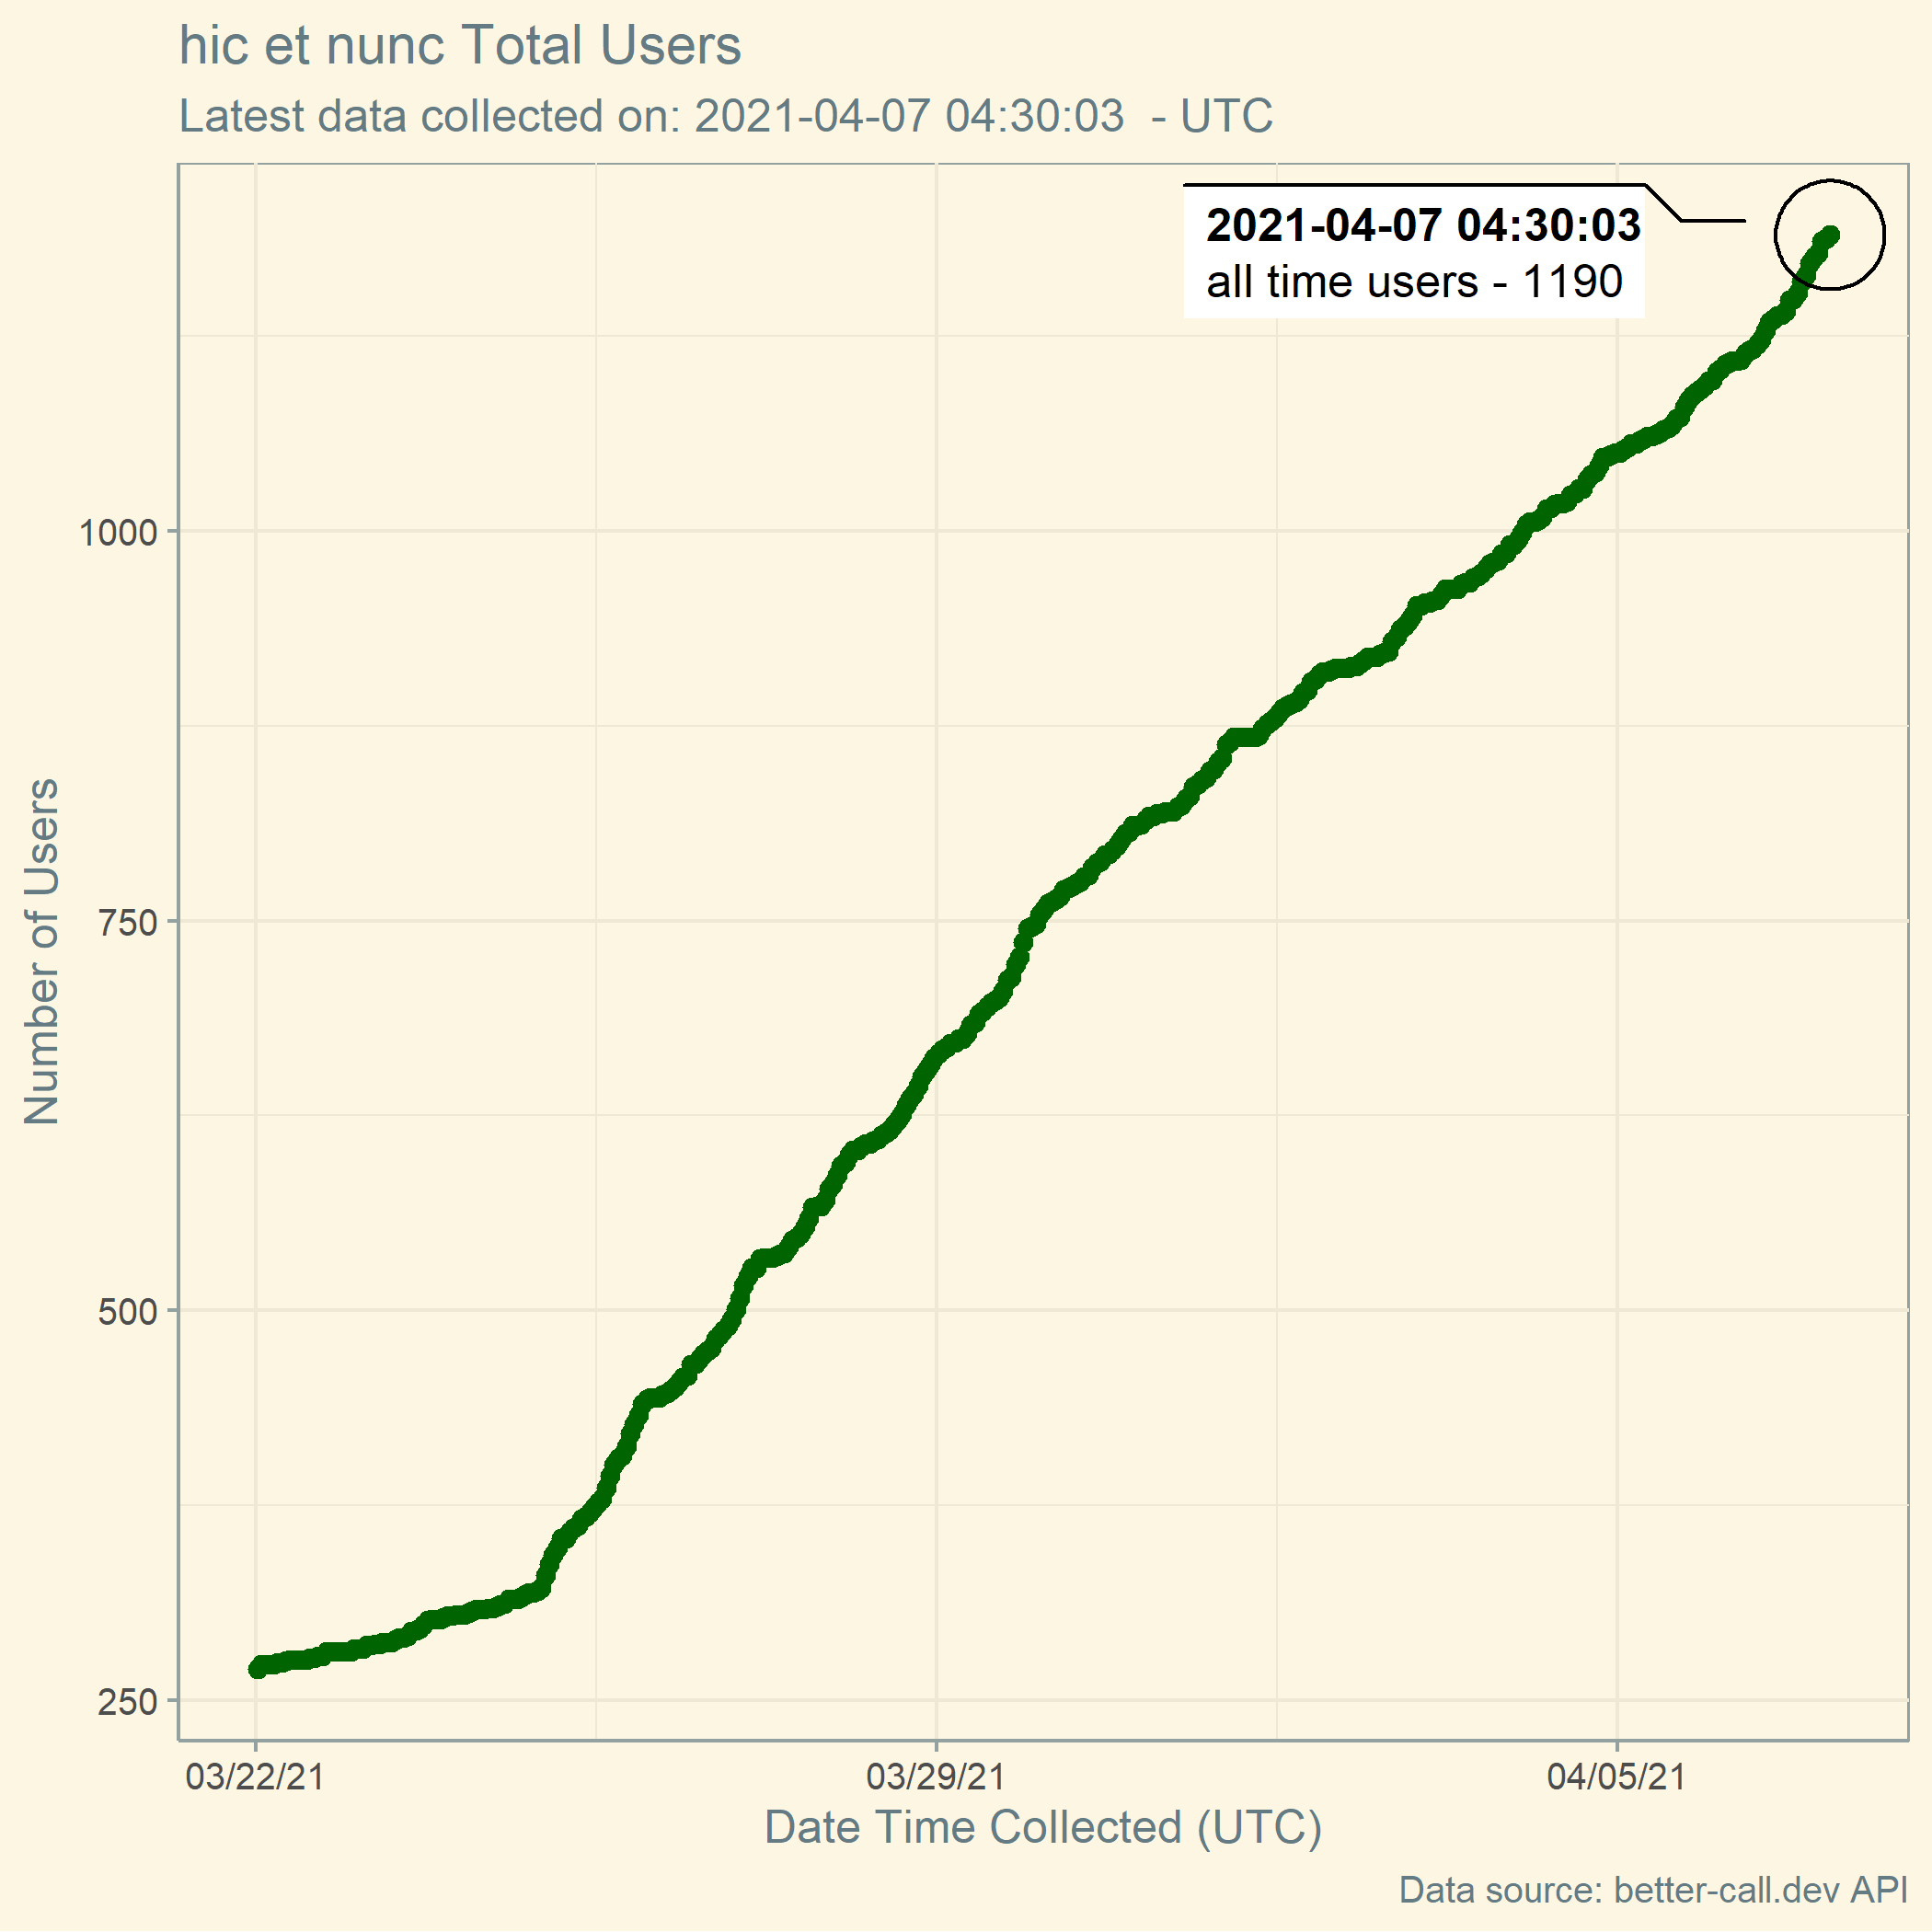 hic et nunc Total Users
Latest data collected on: 2021-04-07 04:30:03  - UTC
2021-04-07 04:30:03
all time users - 1190
1000
750
500
250
Number of Users
03/22/21
03/29/21
04/05/21
Date Time Collected (UTC)
Data source: better-call.dev API